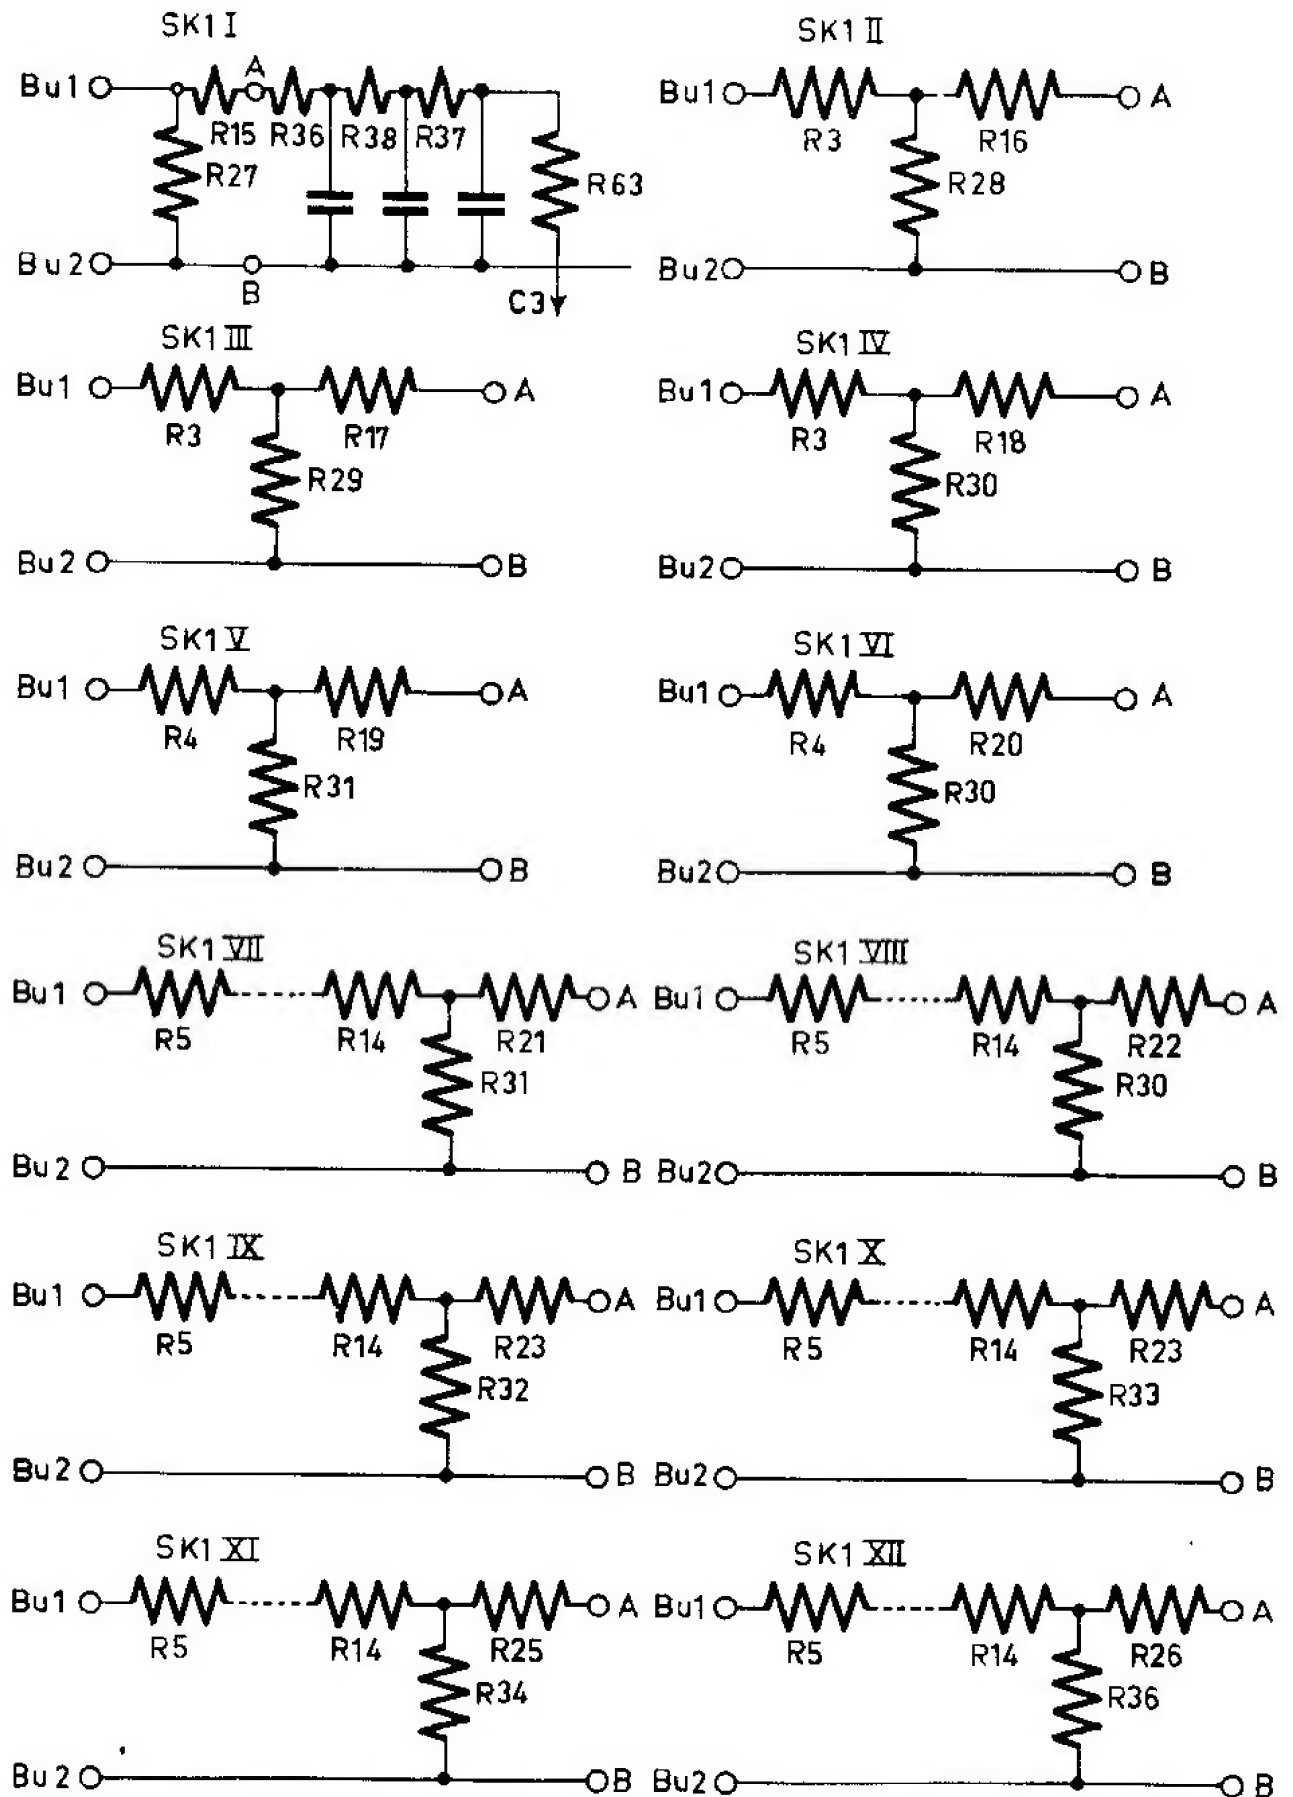 SK1 I
Bu1 A
R15 R36 R38 R37
R27
R63
Bu2
B
C3
SK1 II
Bu1 A
R3 R16
R28
Bu2 B
SK1 III
Bu1 A
R3 R17
R29
Bu2 B
SK1 IV
Bu1 A
R3 R18
R30
Bu2 B
SK1 V
Bu1 A
R4 R19
R31
Bu2 B
SK1 VI
Bu1 A
R4 R20
R30
Bu2 B
SK1 VII
Bu1 A
R5 R14 R21
R31
Bu2 B
SK1 VIII
Bu1 A
R5 R14 R22
R30
Bu2 B
SK1 IX
Bu1 A
R5 R14 R23
R32
Bu2 B
SK1 X
Bu1 A
R5 R14 R23
R33
Bu2 B
SK1 XI
Bu1 A
R5 R14 R25
R34
Bu2 B
SK1 XII
Bu1 A
R5 R14 R26
R36
Bu2 B